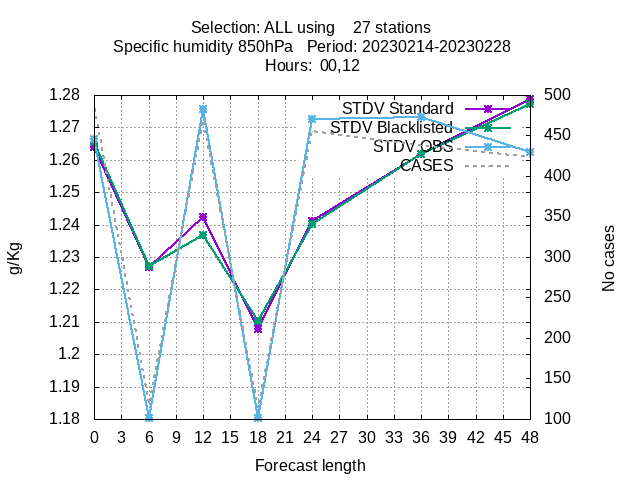 Selection: ALL using 27 stations
Specific humidity 850hPa Period: 20230214-20230228
Hours: 00,12
STDV Standard
STDV Blacklisted
STDV OBS
CASES
1.28
1.27
1.26
1.25
1.24
1.23
1.22
1.21
1.2
1.19
1.18
500
450
400
350
300
250
200
150
100
g/Kg
No cases
0 3 6 9 12 15 18 21 24 27 30 33 36 39 42 45 48
Forecast length